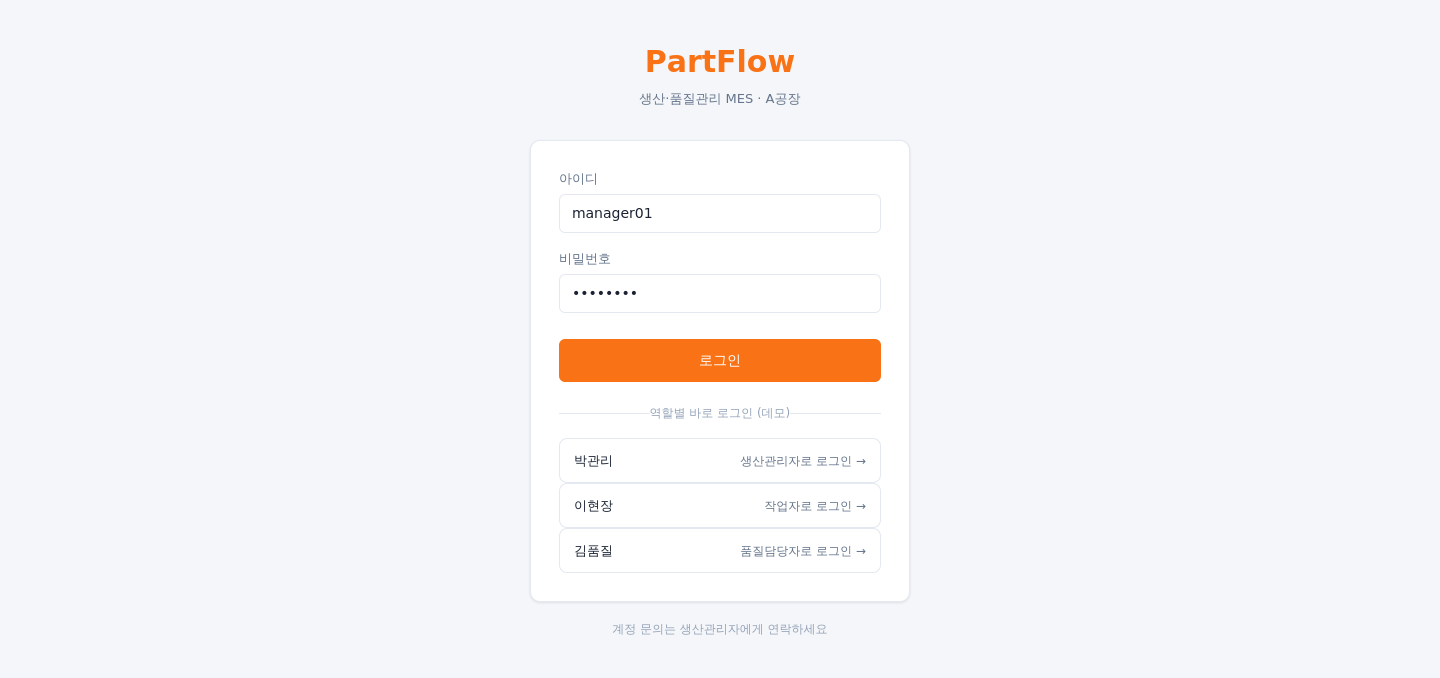 PartFlow
생산·품질관리 MES · A공장
아이디
manager01
비밀번호
••••••••
로그인
역할별 바로 로그인 (데모)
박관리 생산관리자로 로그인 →
이현장 작업자로 로그인 →
김품질 품질담당자로 로그인 →
계정 문의는 생산관리자에게 연락하세요